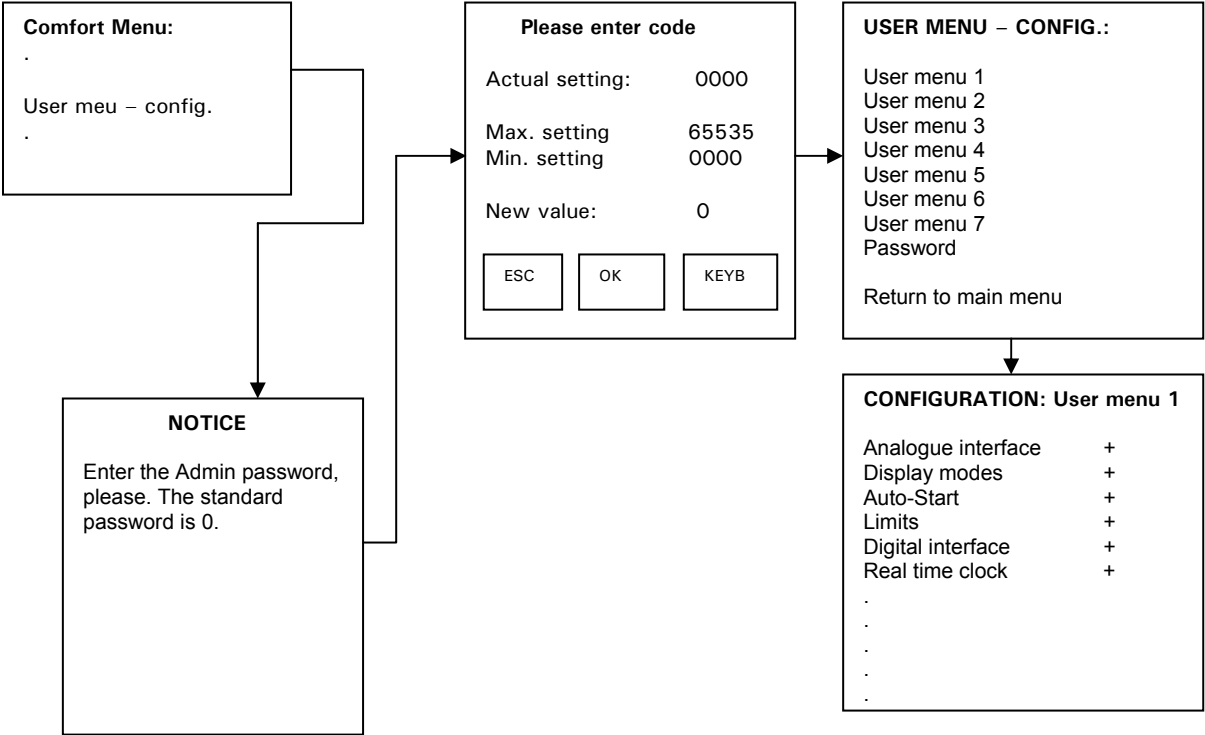 Comfort Menu:
.
User meu – config.
.
NOTICE
Enter the Admin password,
please. The standard
password is 0.
Please enter code
Actual setting: 0000
Max. setting 65535
Min. setting 0000
New value: 0
ESC OK KEYB
USER MENU – CONFIG.:
User menu 1
User menu 2
User menu 3
User menu 4
User menu 5
User menu 6
User menu 7
Password
Return to main menu
CONFIGURATION: User menu 1
Analogue interface +
Display modes +
Auto-Start +
Limits +
Digital interface +
Real time clock +
.
.
.
.
.